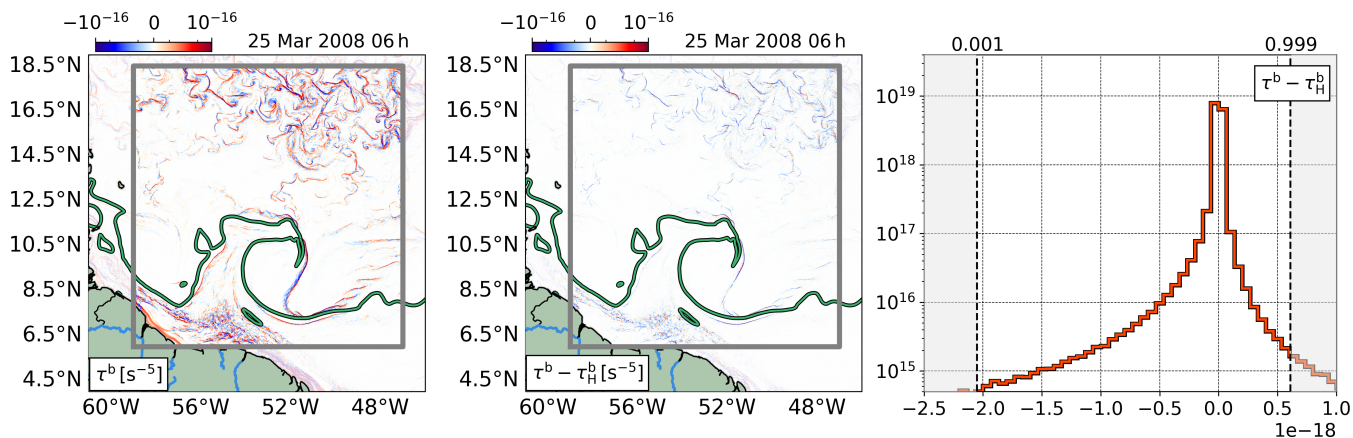 −10⁻¹⁶ 0 10⁻¹⁶
25 Mar 2008 06 h
18.5°N
16.5°N
14.5°N
12.5°N
10.5°N
8.5°N
6.5°N
4.5°N
τᵇ [s⁻⁵]
60°W 56°W 52°W 48°W
−10⁻¹⁶ 0 10⁻¹⁶
25 Mar 2008 06 h
18.5°N
16.5°N
14.5°N
12.5°N
10.5°N
8.5°N
6.5°N
4.5°N
τᵇ − τᵇ_H [s⁻⁵]
60°W 56°W 52°W 48°W
0.001 0.999
τᵇ − τᵇ_H
10¹⁹
10¹⁸
10¹⁷
10¹⁶
10¹⁵
−2.5 −2.0 −1.5 −1.0 −0.5 0.0 0.5 1.0
1e−18